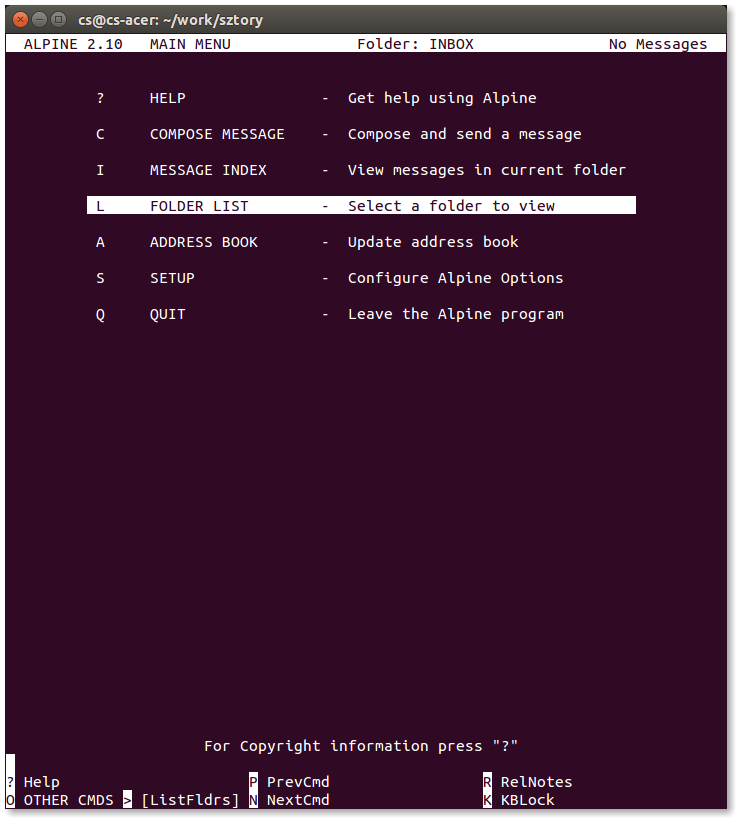 cs@cs-acer: ~/work/sztory
ALPINE 2.10 MAIN MENU Folder: INBOX No Messages
? HELP - Get help using Alpine
C COMPOSE MESSAGE - Compose and send a message
I MESSAGE INDEX - View messages in current folder
L FOLDER LIST - Select a folder to view
A ADDRESS BOOK - Update address book
S SETUP - Configure Alpine Options
Q QUIT - Leave the Alpine program
For Copyright information press "?"
? Help P PrevCmd R RelNotes
O OTHER CMDS > [ListFldrs] N NextCmd K KBLock